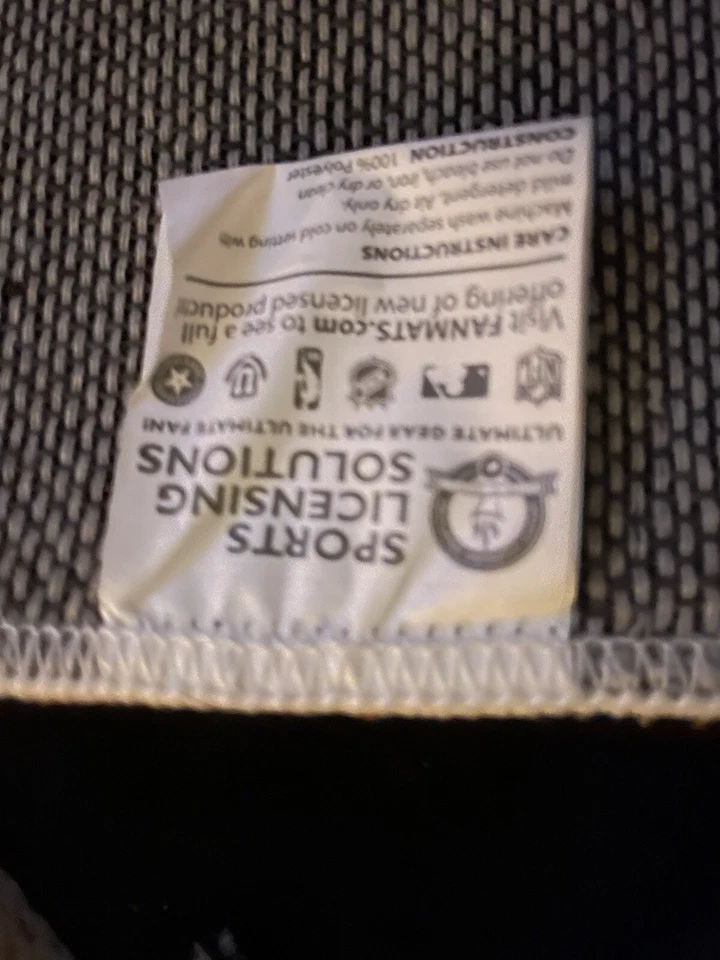 SPORTS
LICENSING
SOLUTIONS
ULTIMATE GEAR FOR THE ULTIMATE FAN!
NFL
Visit FANMATS.com to see a full
offering of new licensed product!
CARE INSTRUCTIONS
Machine wash separately on cold setting with
mild detergent. Air dry only.
Do not use bleach, iron, or dry clean
CONSTRUCTION 100% Polyester